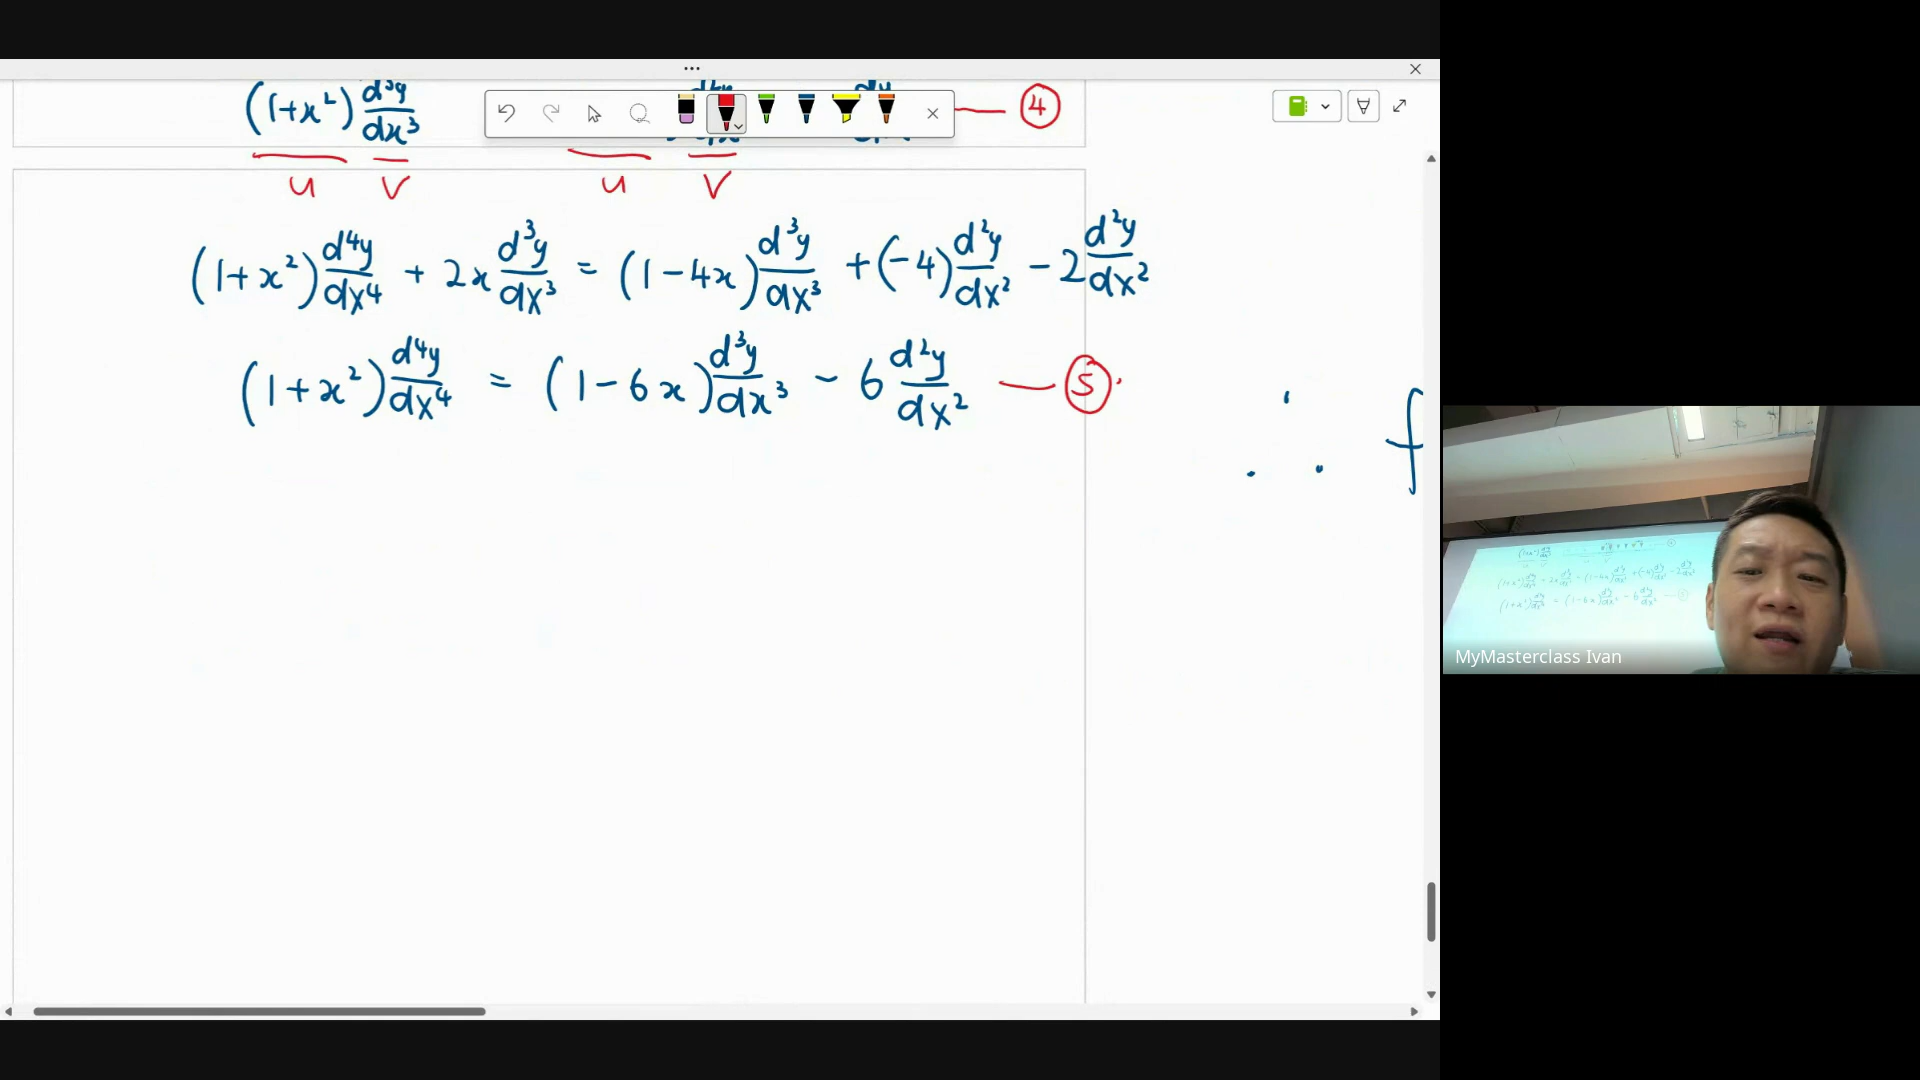 (1+x²) d³y/dx³ — ④
u v u v
(1+x²) d⁴y/dx⁴ + 2x d³y/dx³ = (1-4x) d³y/dx³ + (-4) d²y/dx² - 2 d²y/dx²
(1+x²) d⁴y/dx⁴ = (1-6x) d³y/dx³ - 6 d²y/dx² — ⑤
∴ f
MyMasterclass Ivan